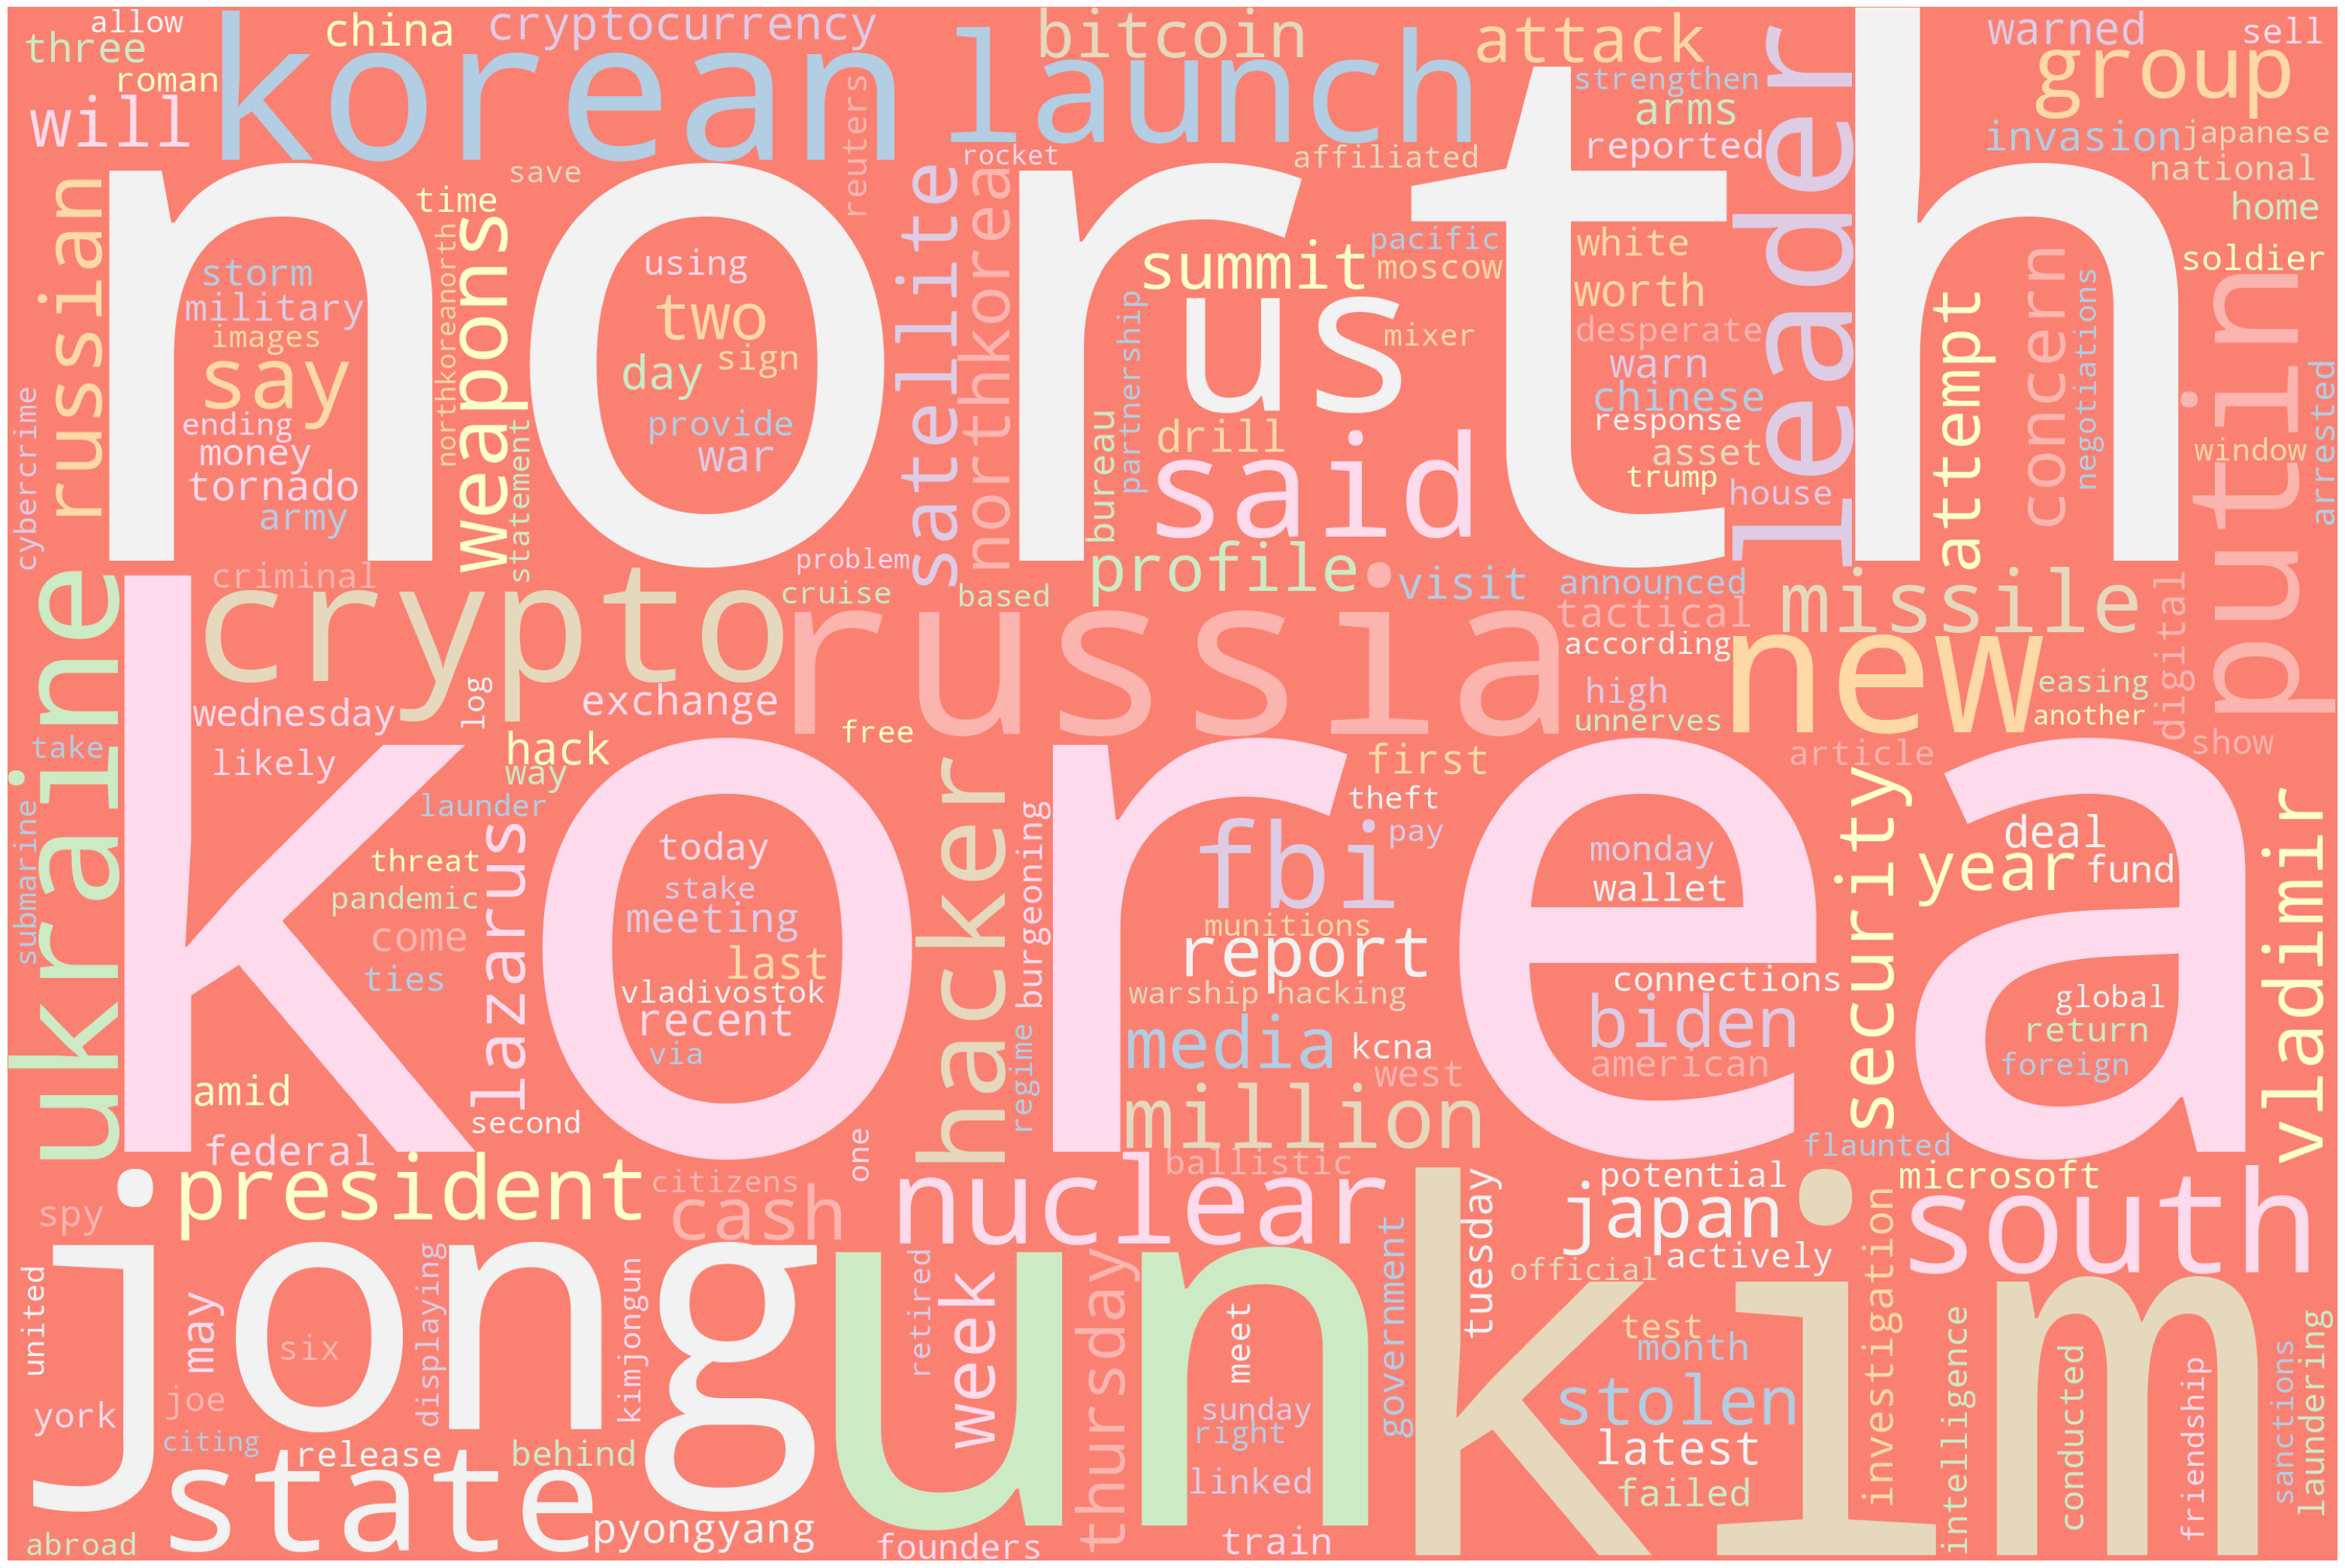 allow
three
china
cryptocurrency
bitcoin
attack
warned
sell
roman
korean
launch
strengthen
group
will
reuters
arms
leader
invasion
japanese
reported
save
rocket
affiliated
national
north
russian
time
weapons
satellite
northkorea
home
storm
using
pacific
white
summit
moscow
concern
soldier
military
two
us
worth
attempt
negotiations
putin
images
northkoreanorth
partnership
mixer
desperate
say
day
sign
warn
arrested
chinese
cybercrime
ending
provide
drill
response
window
money
war
bureau
said
asset
tornado
statement
trump
house
army
problem
profile
criminal
visit
announced
missile
ukraine
crypto
cruise
based
tactical
digital
russia
according
new
wednesday
log
exchange
high
easing
unnerves
another
take
likely
hack
free
first
article
show
way
korea
launder
hacker
theft
submarine
lazarus
burgeoning
fbi
pay
monday
security
deal
vladimir
threat
today
wallet
year
fund
pandemic
stake
munitions
come
meeting
report
last
ties
vladivostok
warship
hacking
connections
global
recent
media
kcna
biden
return
via
regime
west
american
foreign
amid
second
million
federal
one
flaunted
president
citizens
nuclear
ballistic
tuesday
potential
microsoft
spy
cash
japan
investigation
south
jong
un
kim
united
may
displaying
kimjongun
retired
week
thursday
meet
government
official
actively
six
test
month
intelligence
conducted
friendship
sanctions
laundering
york
joe
sunday
stolen
citing
release
behind
right
latest
state
linked
failed
abroad
pyongyang
founders
train